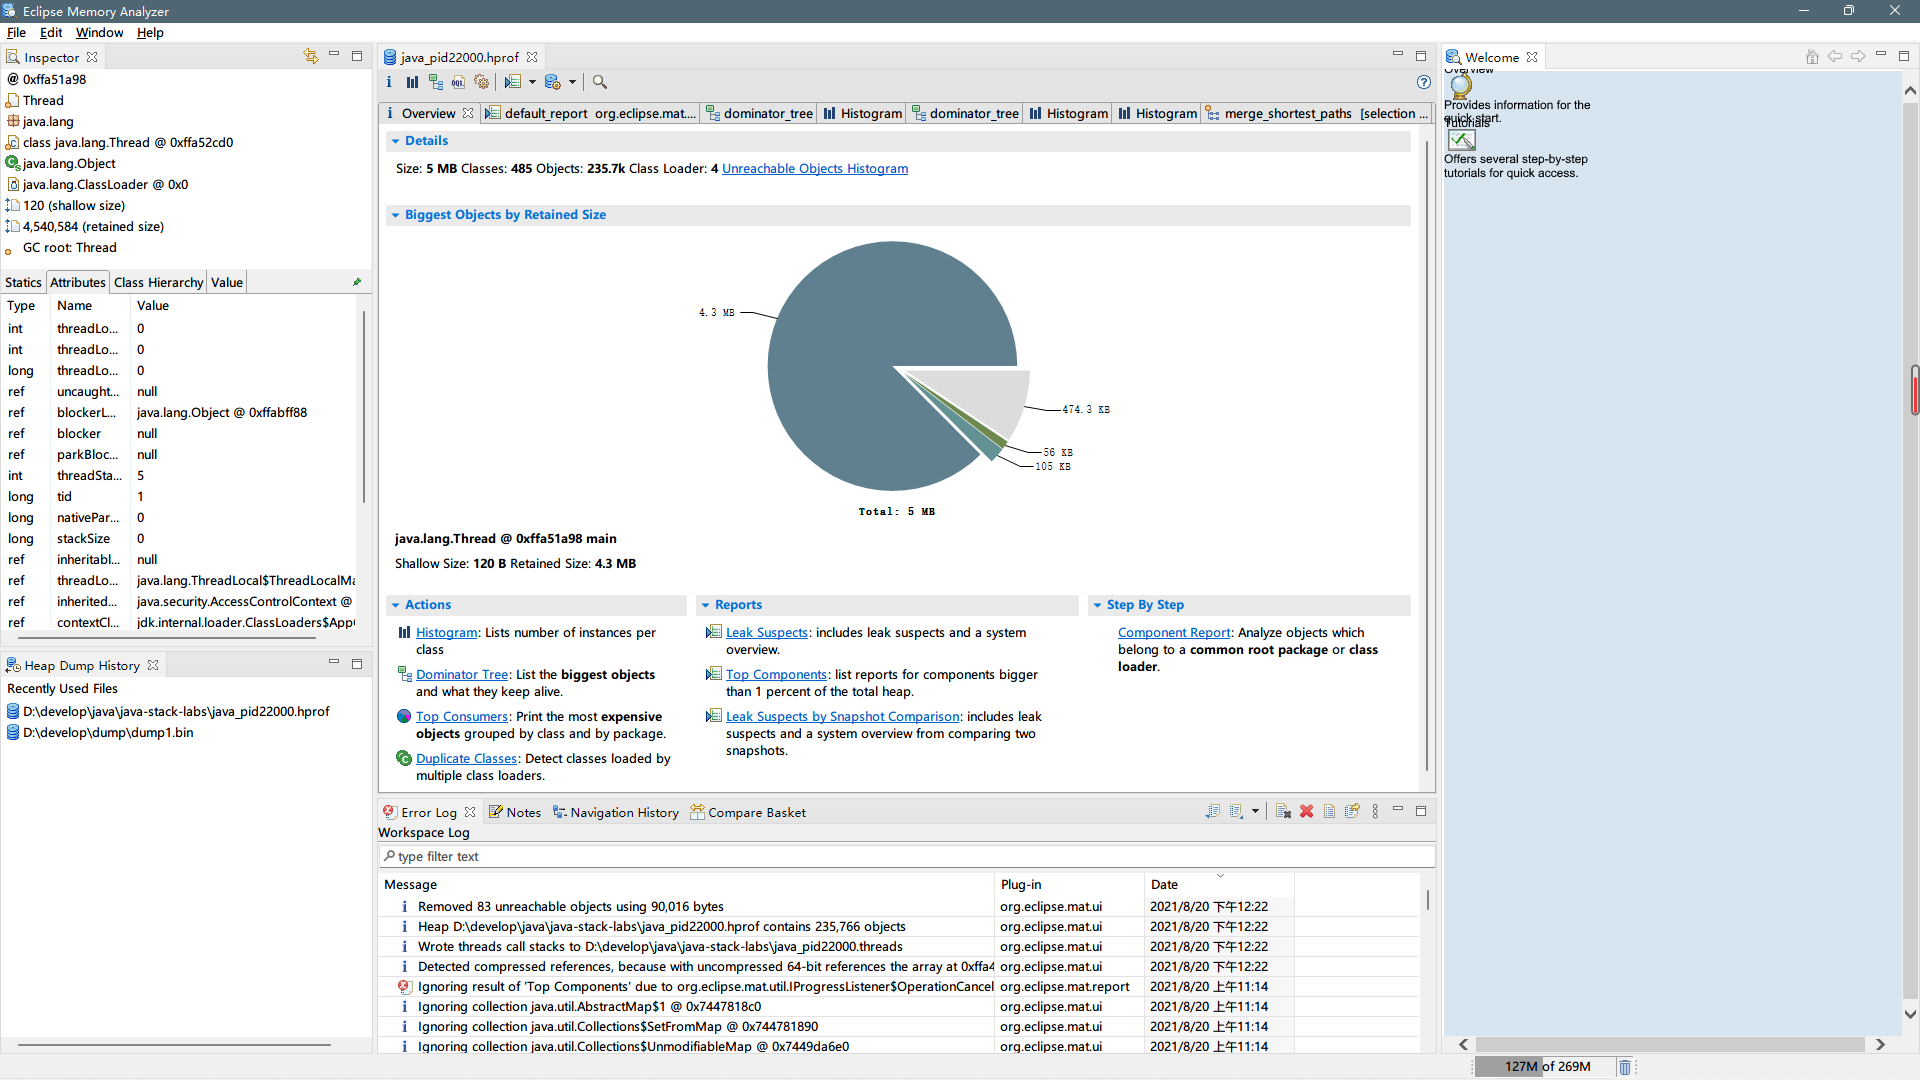 Eclipse Memory Analyzer
File Edit Window Help
Inspector
@ 0xffa51a98
Thread
java.lang
class java.lang.Thread @ 0xffa52cd0
java.lang.Object
java.lang.ClassLoader @ 0x0
120 (shallow size)
4,540,584 (retained size)
GC root: Thread
Statics Attributes Class Hierarchy Value
Type Name Value
int threadLo... 0
int threadLo... 0
long threadLo... 0
ref uncaught... null
ref blockerL... java.lang.Object @ 0xffabff88
ref blocker null
ref parkBloc... null
int threadSta... 5
long tid 1
long nativePar... 0
long stackSize 0
ref inheritabl... null
ref threadLo... java.lang.ThreadLocal$ThreadLocalMa
ref inherited... java.security.AccessControlContext @
ref contextCl... jdk.internal.loader.ClassLoaders$App
Heap Dump History
Recently Used Files
D:\develop\java\java-stack-labs\java_pid22000.hprof
D:\develop\dump\dump1.bin
java_pid22000.hprof
Overview default_report org.eclipse.mat.... dominator_tree Histogram dominator_tree Histogram Histogram merge_shortest_paths [selection ...
Details
Size: 5 MB Classes: 485 Objects: 235.7k Class Loader: 4 Unreachable Objects Histogram
Biggest Objects by Retained Size
4.3 MB
474.3 KB
56 KB
105 KB
Total: 5 MB
java.lang.Thread @ 0xffa51a98 main
Shallow Size: 120 B Retained Size: 4.3 MB
Actions
Histogram: Lists number of instances per
class
Dominator Tree: List the biggest objects
and what they keep alive.
Top Consumers: Print the most expensive
objects grouped by class and by package.
Duplicate Classes: Detect classes loaded by
multiple class loaders.
Reports
Leak Suspects: includes leak suspects and a system
overview.
Top Components: list reports for components bigger
than 1 percent of the total heap.
Leak Suspects by Snapshot Comparison: includes leak
suspects and a system overview from comparing two
snapshots.
Step By Step
Component Report: Analyze objects which
belong to a common root package or class
loader.
Error Log Notes Navigation History Compare Basket
Workspace Log
type filter text
Message Plug-in Date
Removed 83 unreachable objects using 90,016 bytes org.eclipse.mat.ui 2021/8/20 下午12:22
Heap D:\develop\java\java-stack-labs\java_pid22000.hprof contains 235,766 objects org.eclipse.mat.ui 2021/8/20 下午12:22
Wrote threads call stacks to D:\develop\java\java-stack-labs\java_pid22000.threads org.eclipse.mat.ui 2021/8/20 下午12:22
Detected compressed references, because with uncompressed 64-bit references the array at 0xffa4 org.eclipse.mat.ui 2021/8/20 下午12:22
Ignoring result of 'Top Components' due to org.eclipse.mat.util.IProgressListener$OperationCancel org.eclipse.mat.report 2021/8/20 上午11:14
Ignoring collection java.util.AbstractMap$1 @ 0x7447818c0 org.eclipse.mat.ui 2021/8/20 上午11:14
Ignoring collection java.util.Collections$SetFromMap @ 0x744781890 org.eclipse.mat.ui 2021/8/20 上午11:14
Ignoring collection java.util.Collections$UnmodifiableMap @ 0x7449da6e0 org.eclipse.mat.ui 2021/8/20 上午11:14
Welcome
Overview
Provides information for the
quick start.
Tutorials
Offers several step-by-step
tutorials for quick access.
127M of 269M